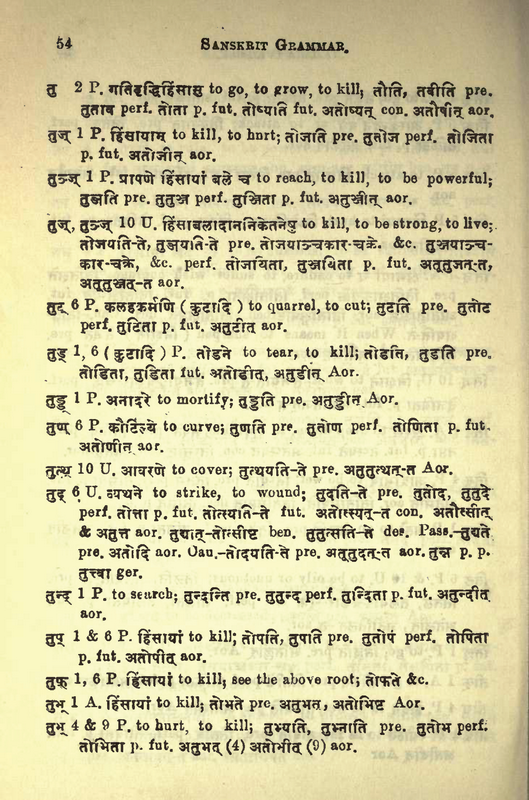 54
SANSKRIT GRAMMAR.
तु 2 P. गतिवृद्धिहिंसासु to go, to grow, to kill, तौति, तवीति pre.
तुताव perf. तोता p. fut. तोष्यति fut. अतोष्यत् con. अतौषीत् aor.
तुज् 1 P. हिंसायाम् to kill, to hurt; तोजति pre. तुतोज perf. तोजिता
p. fut. अतोजीत् aor.
तुञ्ज् 1 P. प्रापणे हिंसायां बले च to reach, to kill, to be powerful;
तुञ्जति pre. तुतुञ्ज perf. तुञ्जिता p. fut. अतुञ्जीत् aor.
तुज्, तुञ्ज् 10 U. हिंसाबलादाननिकेतनेषु to kill, to be strong, to live;
तोजयति-ते, तुञ्जयति-ते pre. तोजयाञ्चकार-चक्रे. &c. तुञ्जयाञ्च-
कार-चक्रे, &c. perf. तोजयिता, तुञ्जयिता p. fut. अतूतुजत्-त,
अतुतुञ्जत्-त aor.
तुट् 6 P. कलहकर्मणि ( कुटादि ) to quarrel, to cut; तुटति pre. तुतोट
perf. तुटिता p. fut. अतुटीत् aor.
तुड् 1, 6 ( कुटादि ) P. तोडने to tear, to kill; तोडति, तुडति pre.
तोडिता, तुडिता fut. अतोडीत्, अतुडीत् Aor.
तुड्ड् 1 P. अनादरे to mortify; तुड्डति pre. अतुड्डीत् Aor.
तुण् 6 P. कौटिल्ये to curve; तुणति pre. तुतोण perf. तोणिता p. fut.
अतोणीत् aor.
तुत्थ् 10 U. आवरणे to cover; तुत्थयति-ते pre. अतुतुत्थत्-त Aor.
तुद् 6 U. व्यथने to strike, to wound; तुदति-ते pre. तुतोद, तुतुदे
perf. तोत्ता p. fut. तोत्स्यति-ते fut. अतोत्स्यत्-त con. अतौत्सीत्
& अतुत्त aor. तुद्यात्-तोत्सीष्ट ben. तुतुत्सति-ते des. Pass.-तुद्यते
pre. अतोदि aor. Cau.-तोदयति-ते pre. अतूतुदत्-त aor. तुन्न p. p.
तुत्त्वा ger.
तुन्द् 1 P. to search; तुन्दन्ति pre. तुतुन्द perf. तुन्दिता p. fut. अतुन्दीत्
aor.
तुप् 1 & 6 P. हिंसायां to kill; तोपति, तुपति pre. तुतोप perf. तोपिता
p. fut. अतोपीत् aor.
तुफ् 1, 6 P. हिंसायां to kill; see the above root; तोफते &c.
तुभ् 1 A. हिंसायां to kill; तोभते pre. अतुभत, अतोभिष्ट Aor.
तुभ् 4 & 9 P. to hurt, to kill; तुभ्यति, तुभ्नाति pre. तुतोभ perf.
तोभिता p. fut. अतुभत् (4) अतोभीत् (9) aor.